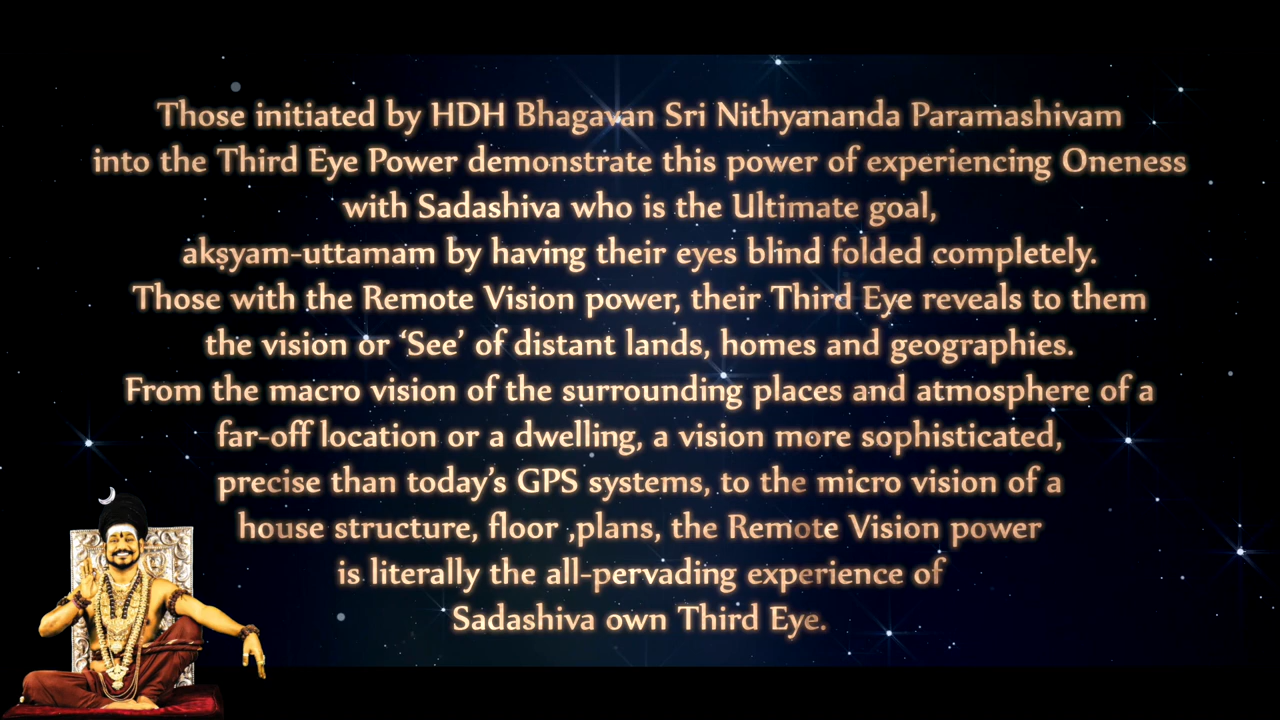 Those initiated by HDH Bhagavan Sri Nithyananda Paramashivam
into the Third Eye Power demonstrate this power of experiencing Oneness
with Sadashiva who is the Ultimate goal,
akṣyam-uttamam by having their eyes blind folded completely.
Those with the Remote Vision power, their Third Eye reveals to them
the vision or ‘See’ of distant lands, homes and geographies.
From the macro vision of the surrounding places and atmosphere of a
far-off location or a dwelling, a vision more sophisticated,
precise than today’s GPS systems, to the micro vision of a
house structure, floor ,plans, the Remote Vision power
is literally the all-pervading experience of
Sadashiva own Third Eye.